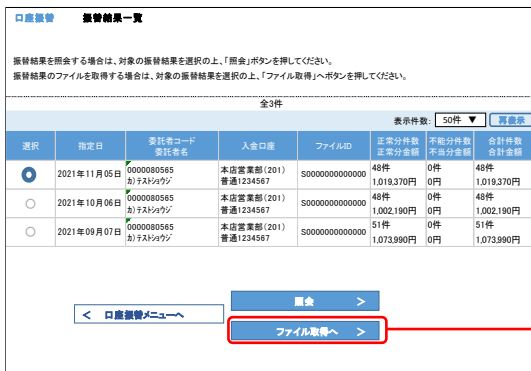 口座振替 振替結果一覧
振替結果を照会する場合は、対象の振替結果を選択の上、「照会」ボタンを押してください。
振替結果のファイルを取得する場合は、対象の振替結果を選択の上、「ファイル取得」へボタンを押してください。
全3件
表示件数: 50件 ▼ 再表示
選択 指定日 委託者コード 委託者名 入金口座 ファイルID 正常分件数 正常分金額 不能分件数 不当分金額 合計件数 合計金額
2021年11月05日 0000080565 カ)テストショウジ 本店営業部(201) 普通1234567 S0000000000000 48件 1,019,370円 0件 0円 48件 1,019,370円
2021年10月06日 0000080565 カ)テストショウジ 本店営業部(201) 普通1234567 S0000000000000 48件 1,002,190円 0件 0円 48件 1,002,190円
2021年09月07日 0000080565 カ)テストショウジ 本店営業部(201) 普通1234567 S0000000000000 51件 1,073,990円 0件 0円 51件 1,073,990円
照会 >
< 口座振替メニューへ
ファイル取得へ >